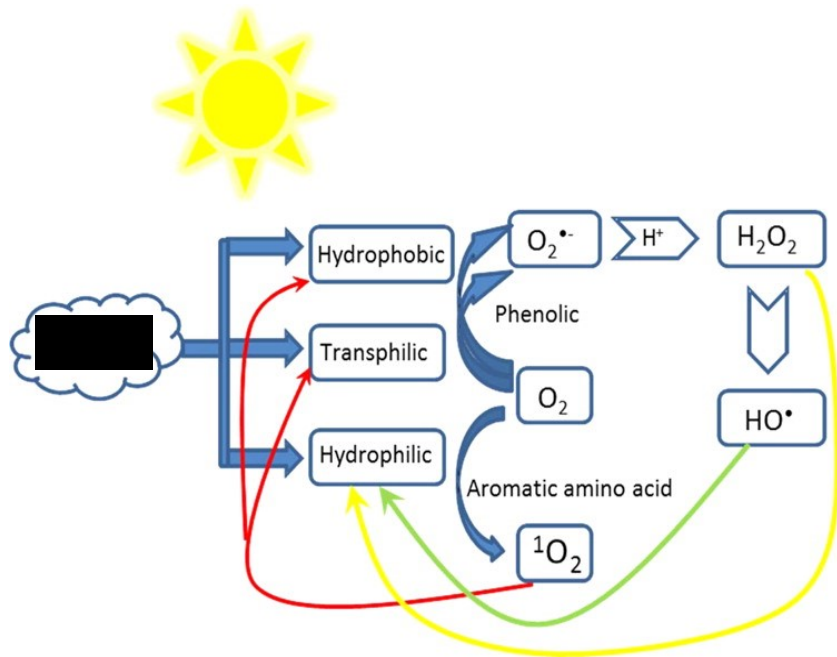 Hydrophobic
O₂•⁻
H⁺
H₂O₂
Phenolic
Transphilic
O₂
HO•
Hydrophilic
Aromatic amino acid
¹O₂